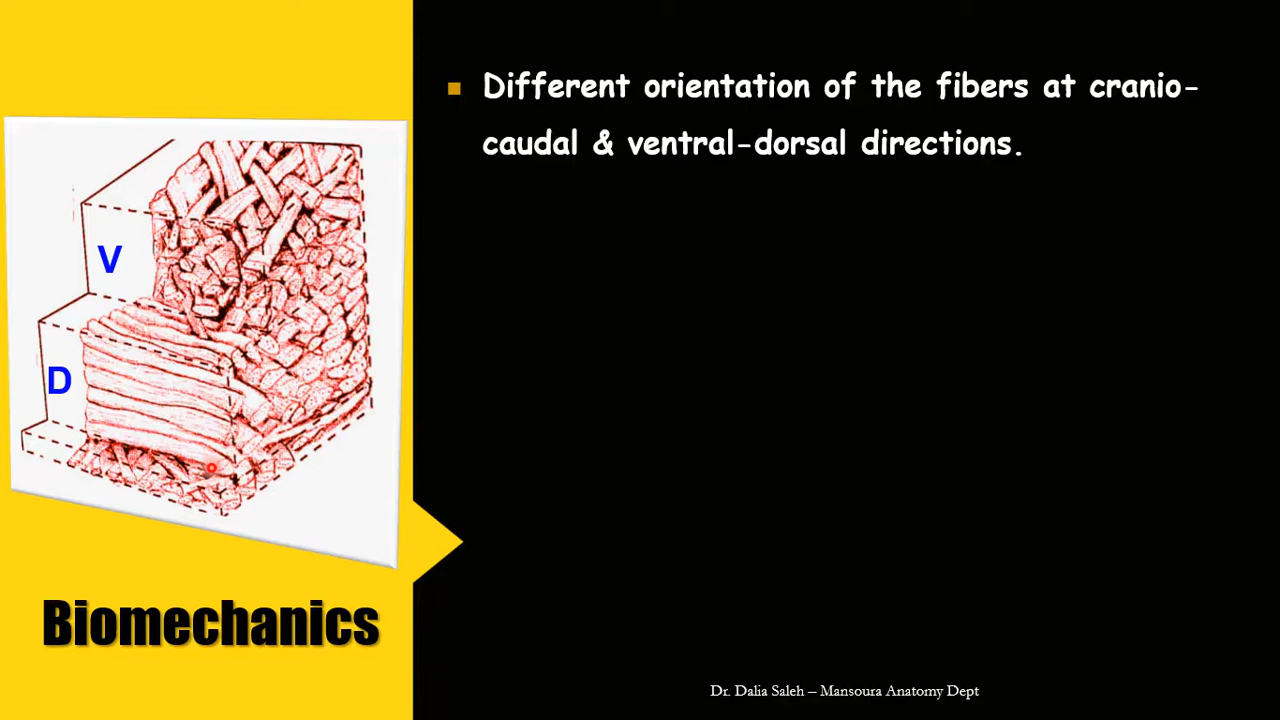 Different orientation of the fibers at cranio-
caudal & ventral-dorsal directions.
V
D
Biomechanics
Dr. Dalia Saleh – Mansoura Anatomy Dept